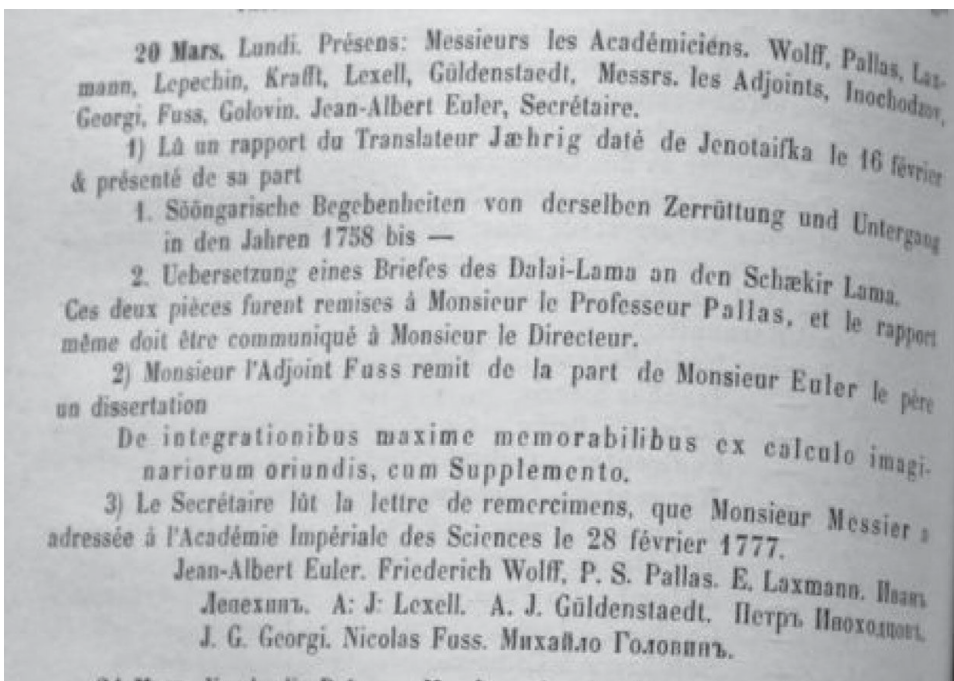 20 Mars. Lundi. Présens: Messieurs les Académiciéns. Wolff, Pallas, Lax-
mann, Lepechin, Krafft, Lexell, Güldenstaedt, Messrs. les Adjoints, Inochodzov,
Georgi, Fuss, Golovin. Jean-Albert Euler, Secrétaire.
1) Lû un rapport du Translateur Jæhrig daté de Jenotaifka le 16 février
& présenté de sa part
1. Söôngarische Begebenheiten von derselben Zerrüttung und Untergang
in den Jahren 1758 bis —
2. Uebersetzung eines Briefes des Dalai-Lama an den Schækir Lama.
Ces deux pièces furent remises à Monsieur le Professeur Pallas, et le rapport
même doit être communiqué à Monsieur le Directeur.
2) Monsieur l'Adjoint Fuss remit de la part de Monsieur Euler le père
un dissertation
De integrationibus maxime memorabilibus ex calculo imagi-
nariorum oriundis, cum Supplemento.
3) Le Secrétaire lût la lettre de remercimens, que Monsieur Messier a
adressée à l'Académie Impériale des Sciences le 28 février 1777.
Jean-Albert Euler. Friederich Wolff, P. S. Pallas. E. Laxmann. Иванъ
Лепехинъ. A: J: Lexell. A. J. Güldenstaedt. Петръ Иноходцовъ.
J. G. Georgi. Nicolas Fuss. Михайло Головинъ.